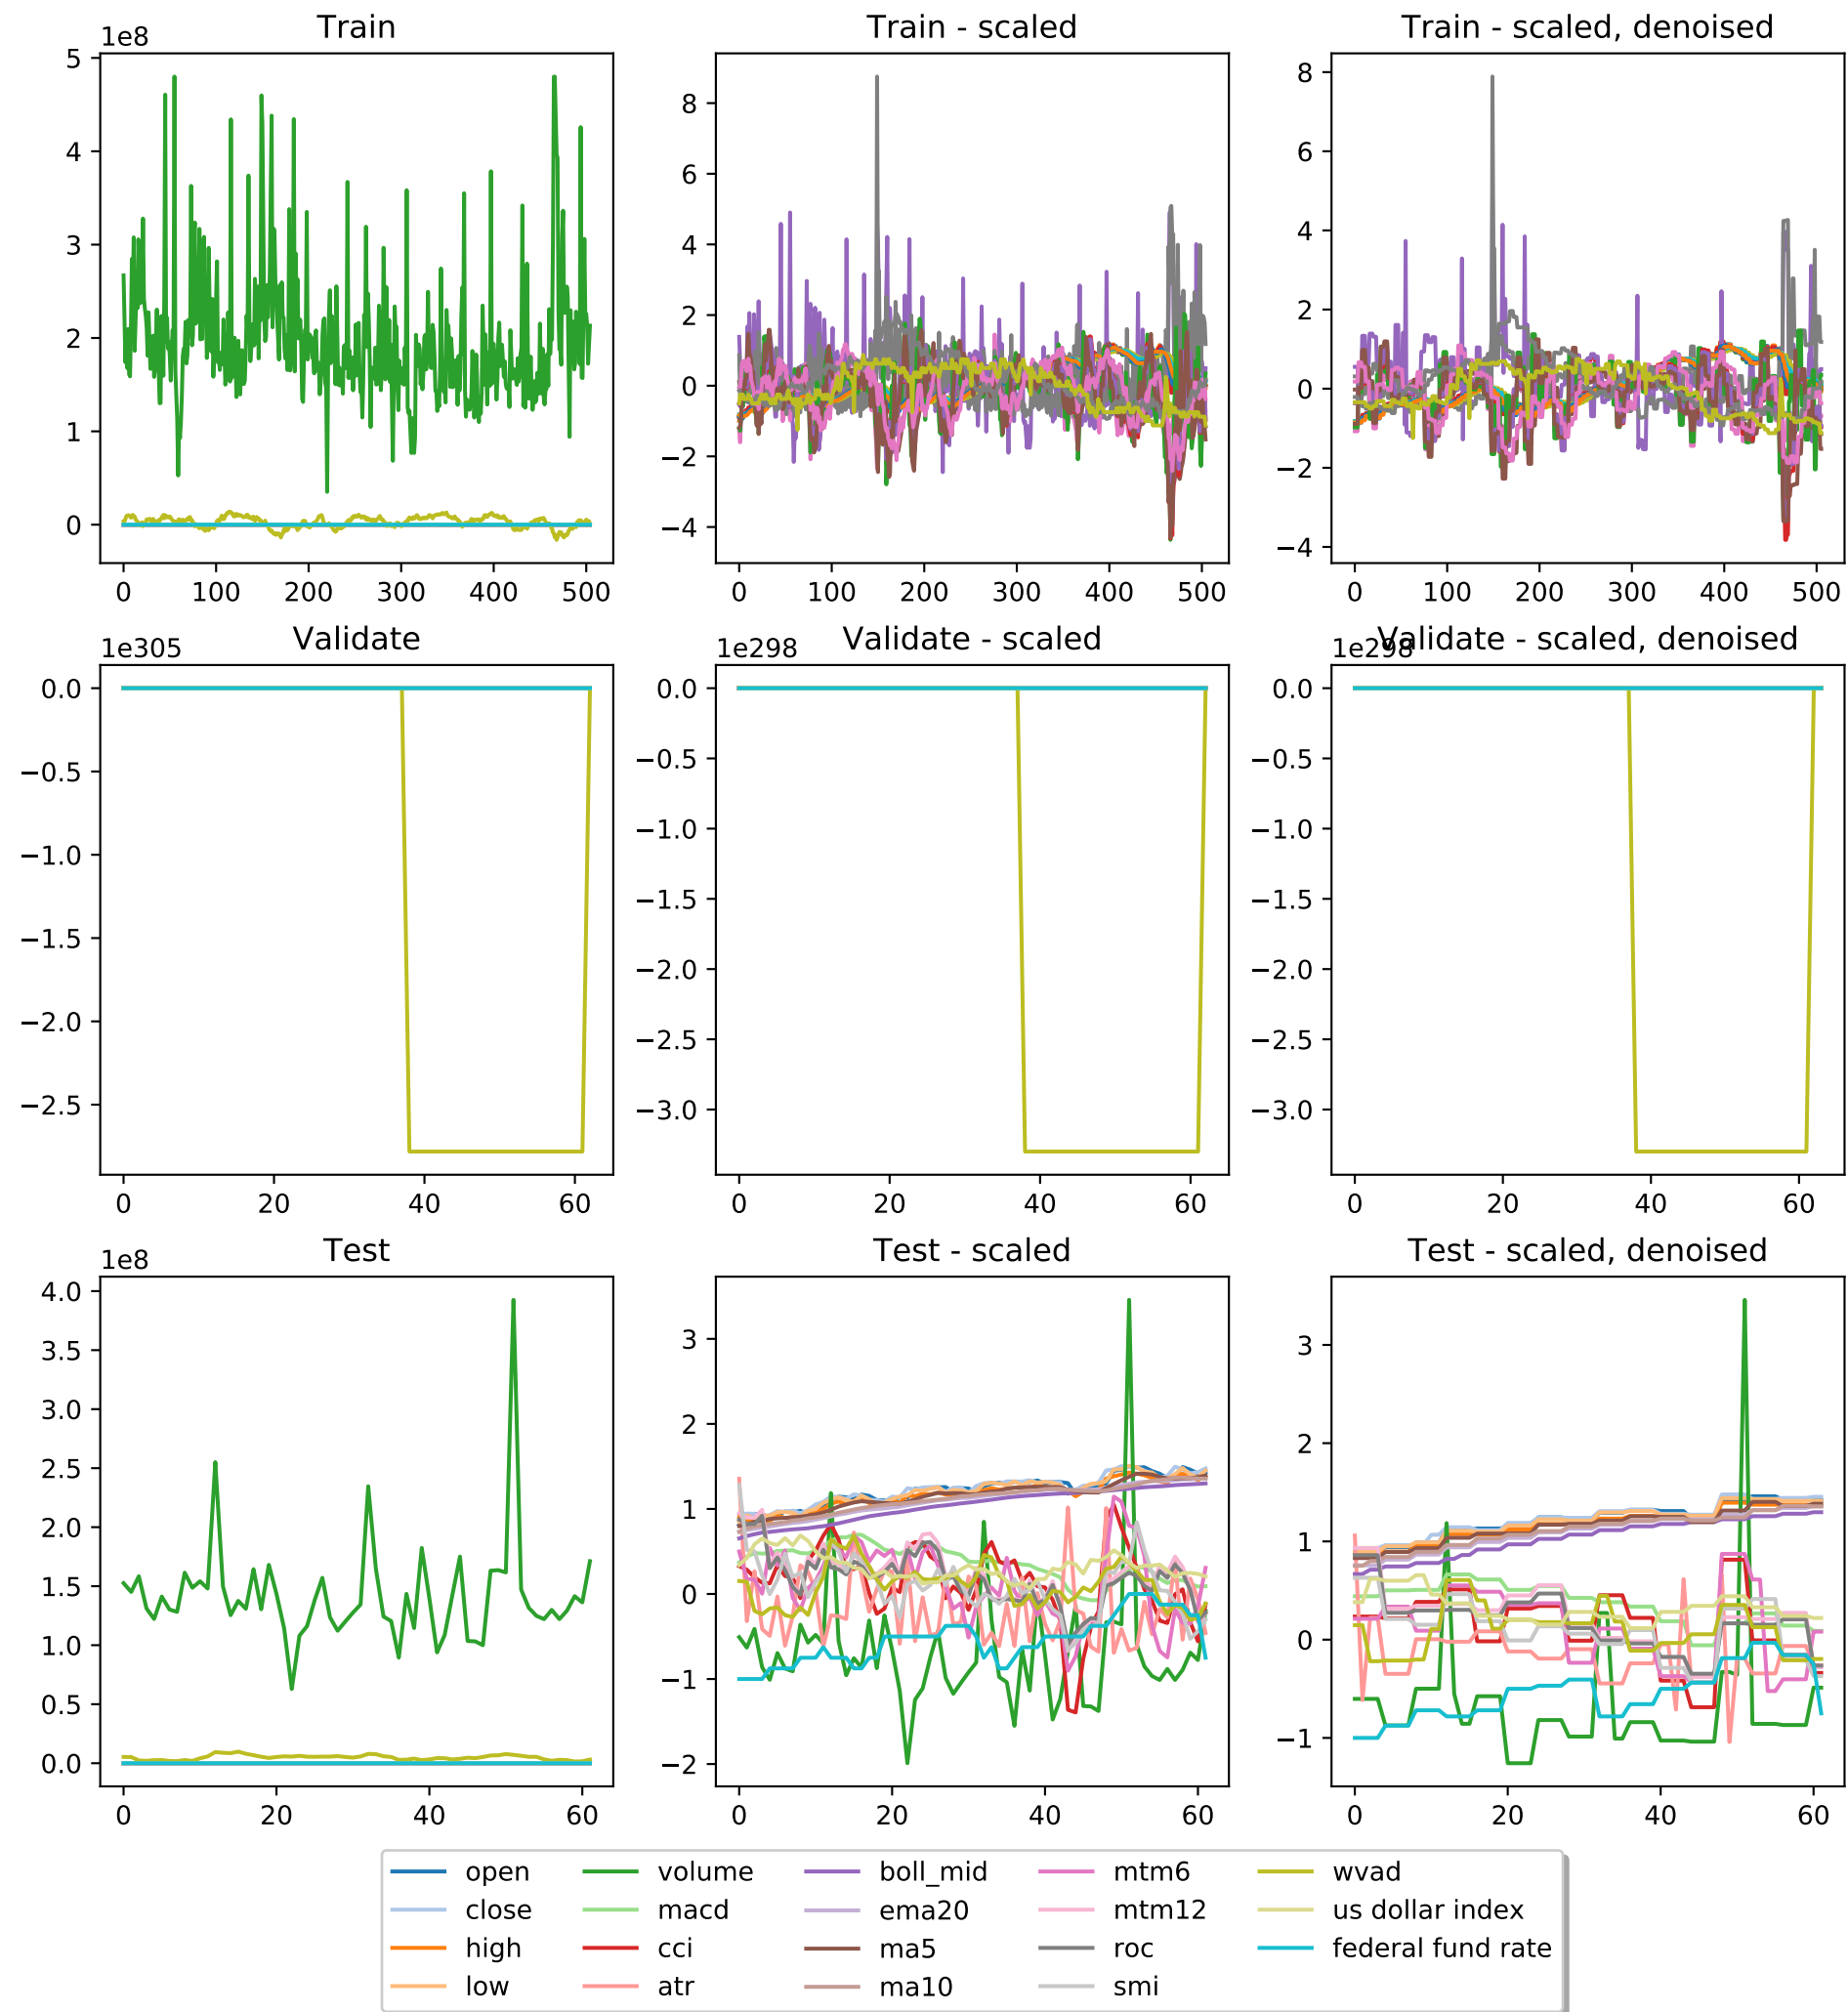 Train
Train - scaled
Train - scaled, denoised
1e8
5
4
3
2
1
0
0 100 200 300 400 500
8
6
4
2
0
−2
−4
0 100 200 300 400 500
8
6
4
2
0
−2
−4
0 100 200 300 400 500
Validate
Validate - scaled
Validate - scaled, denoised
1e305
0.0
−0.5
−1.0
−1.5
−2.0
−2.5
0 20 40 60
1e298
0.0
−0.5
−1.0
−1.5
−2.0
−2.5
−3.0
0 20 40 60
1e298
0.0
−0.5
−1.0
−1.5
−2.0
−2.5
−3.0
0 20 40 60
Test
Test - scaled
Test - scaled, denoised
1e8
4.0
3.5
3.0
2.5
2.0
1.5
1.0
0.5
0.0
0 20 40 60
3
2
1
0
−1
−2
0 20 40 60
3
2
1
0
−1
0 20 40 60
open
close
high
low
volume
macd
cci
atr
boll_mid
ema20
ma5
ma10
mtm6
mtm12
roc
smi
wvad
us dollar index
federal fund rate